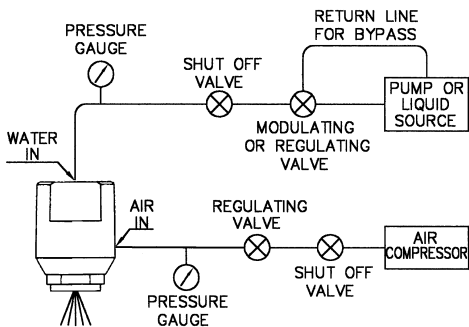 RETURN LINE
FOR BYPASS
PRESSURE
GAUGE
SHUT OFF
VALVE
PUMP OR
LIQUID
SOURCE
MODULATING
OR REGULATING
VALVE
WATER
IN
AIR
IN
REGULATING
VALVE
AIR
COMPRESSOR
SHUT OFF
VALVE
PRESSURE
GAUGE